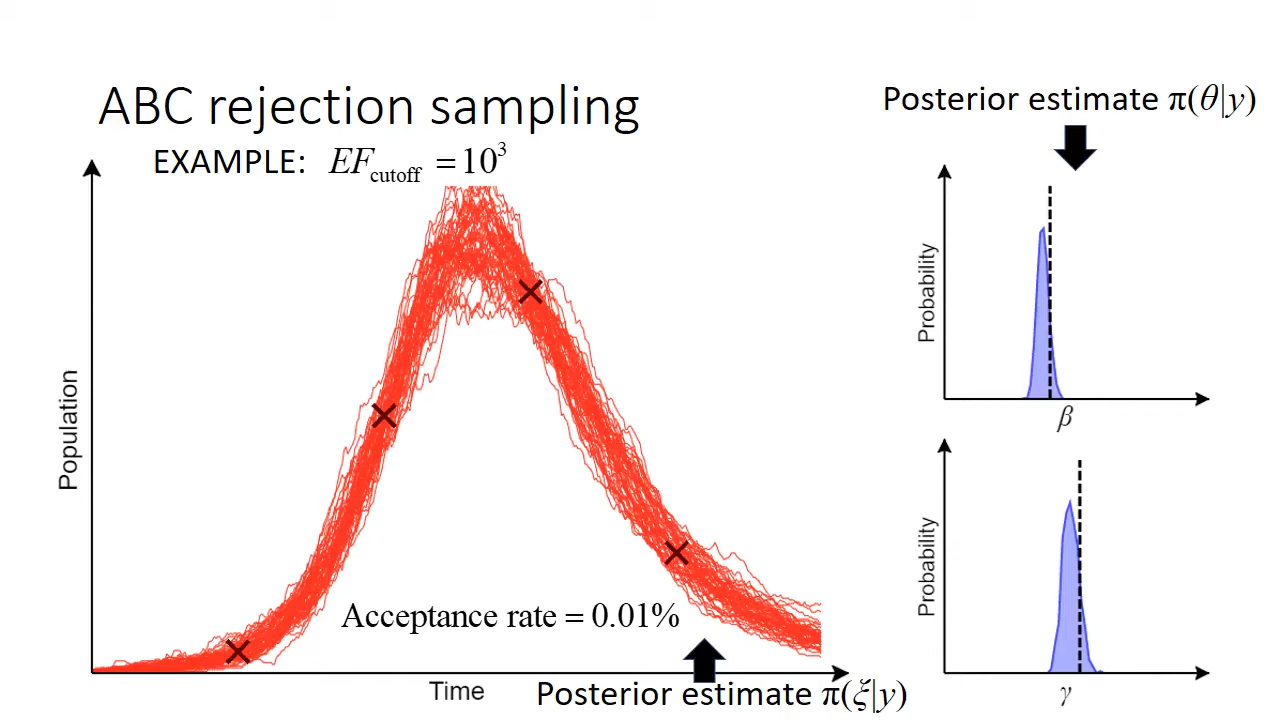 ABC rejection sampling
EXAMPLE: EF_cutoff = 10^3
Population
Time
Acceptance rate = 0.01%
Posterior estimate π(ξ|y)
Posterior estimate π(θ|y)
Probability
β
Probability
γ